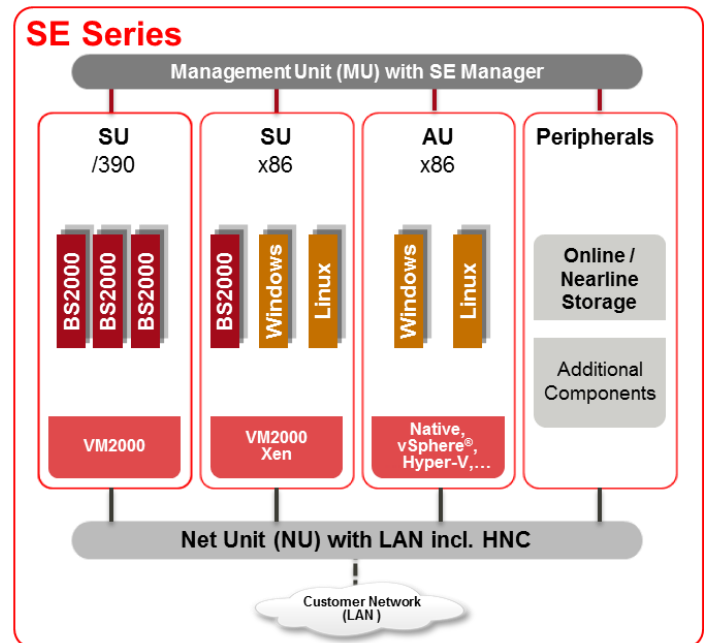 SE Series
Management Unit (MU) with SE Manager
SU
/390
BS2000
BS2000
BS2000
VM2000
SU
x86
BS2000
Windows
Linux
VM2000
Xen
AU
x86
Windows
Linux
Native,
vSphere®,
Hyper-V,...
Peripherals
Online /
Nearline
Storage
Additional
Components
Net Unit (NU) with LAN incl. HNC
Customer Network
(LAN )